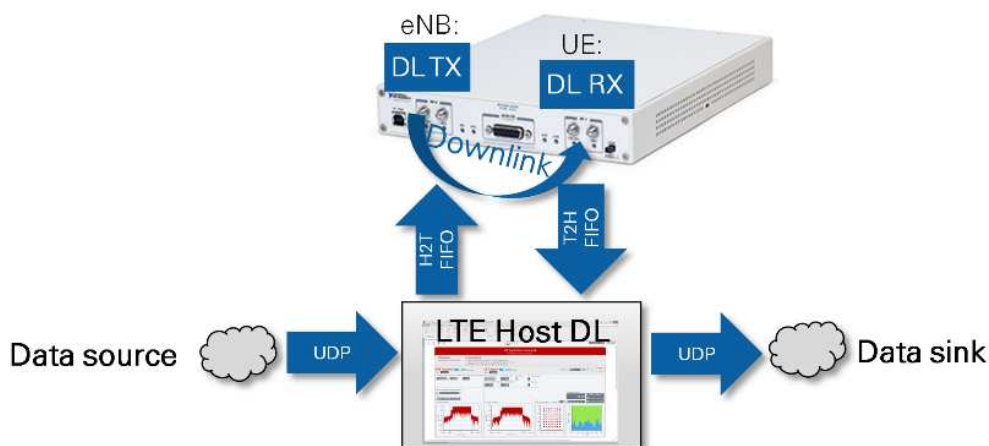 eNB:
DL TX
UE:
DL RX
Downlink
H2T
FIFO
T2H
FIFO
LTE Host DL
Data source
UDP
UDP
Data sink